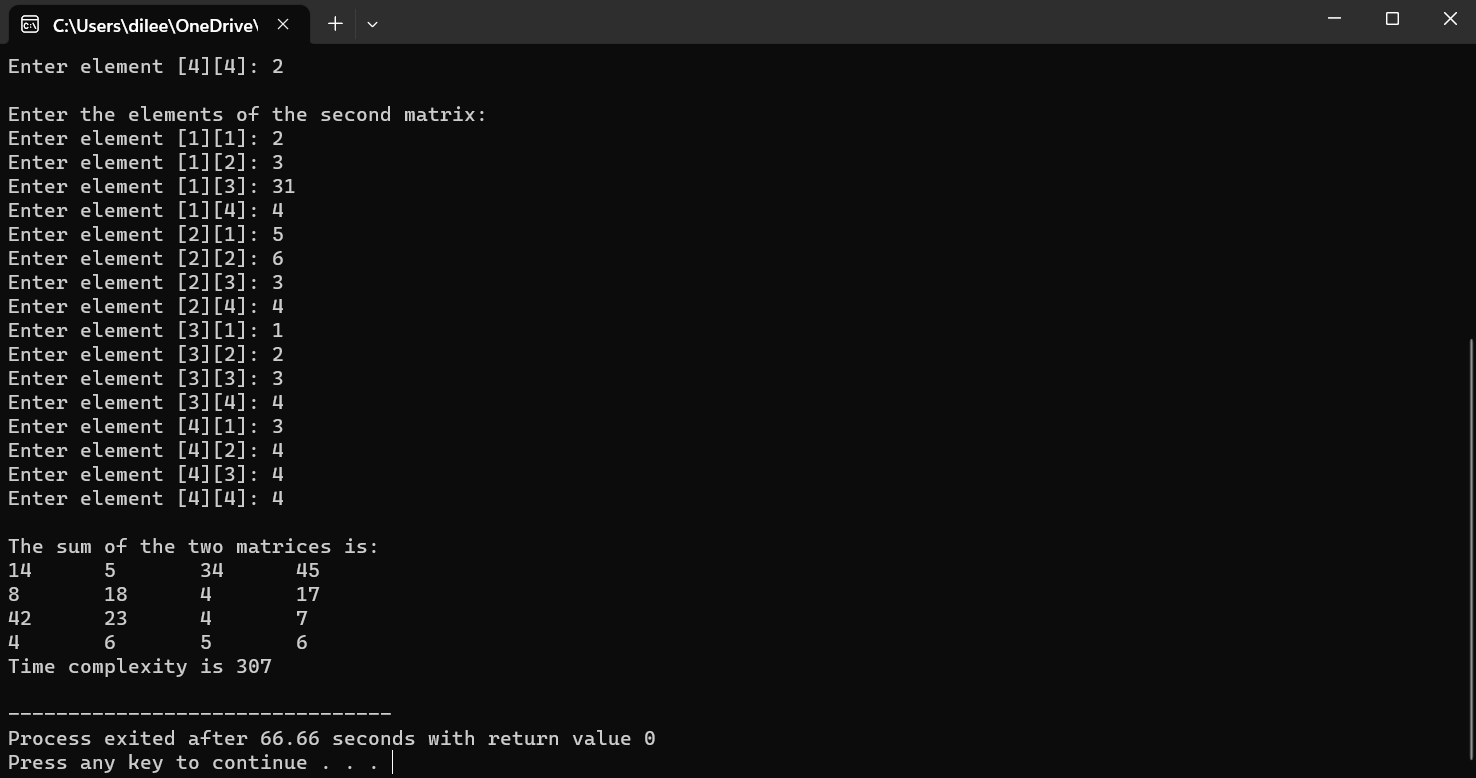 C:\Users\dilee\OneDrive\
Enter element [4][4]: 2
Enter the elements of the second matrix:
Enter element [1][1]: 2
Enter element [1][2]: 3
Enter element [1][3]: 31
Enter element [1][4]: 4
Enter element [2][1]: 5
Enter element [2][2]: 6
Enter element [2][3]: 3
Enter element [2][4]: 4
Enter element [3][1]: 1
Enter element [3][2]: 2
Enter element [3][3]: 3
Enter element [3][4]: 4
Enter element [4][1]: 3
Enter element [4][2]: 4
Enter element [4][3]: 4
Enter element [4][4]: 4
The sum of the two matrices is:
14 5 34 45
8 18 4 17
42 23 4 7
4 6 5 6
Time complexity is 307
--------------------------------
Process exited after 66.66 seconds with return value 0
Press any key to continue . . .